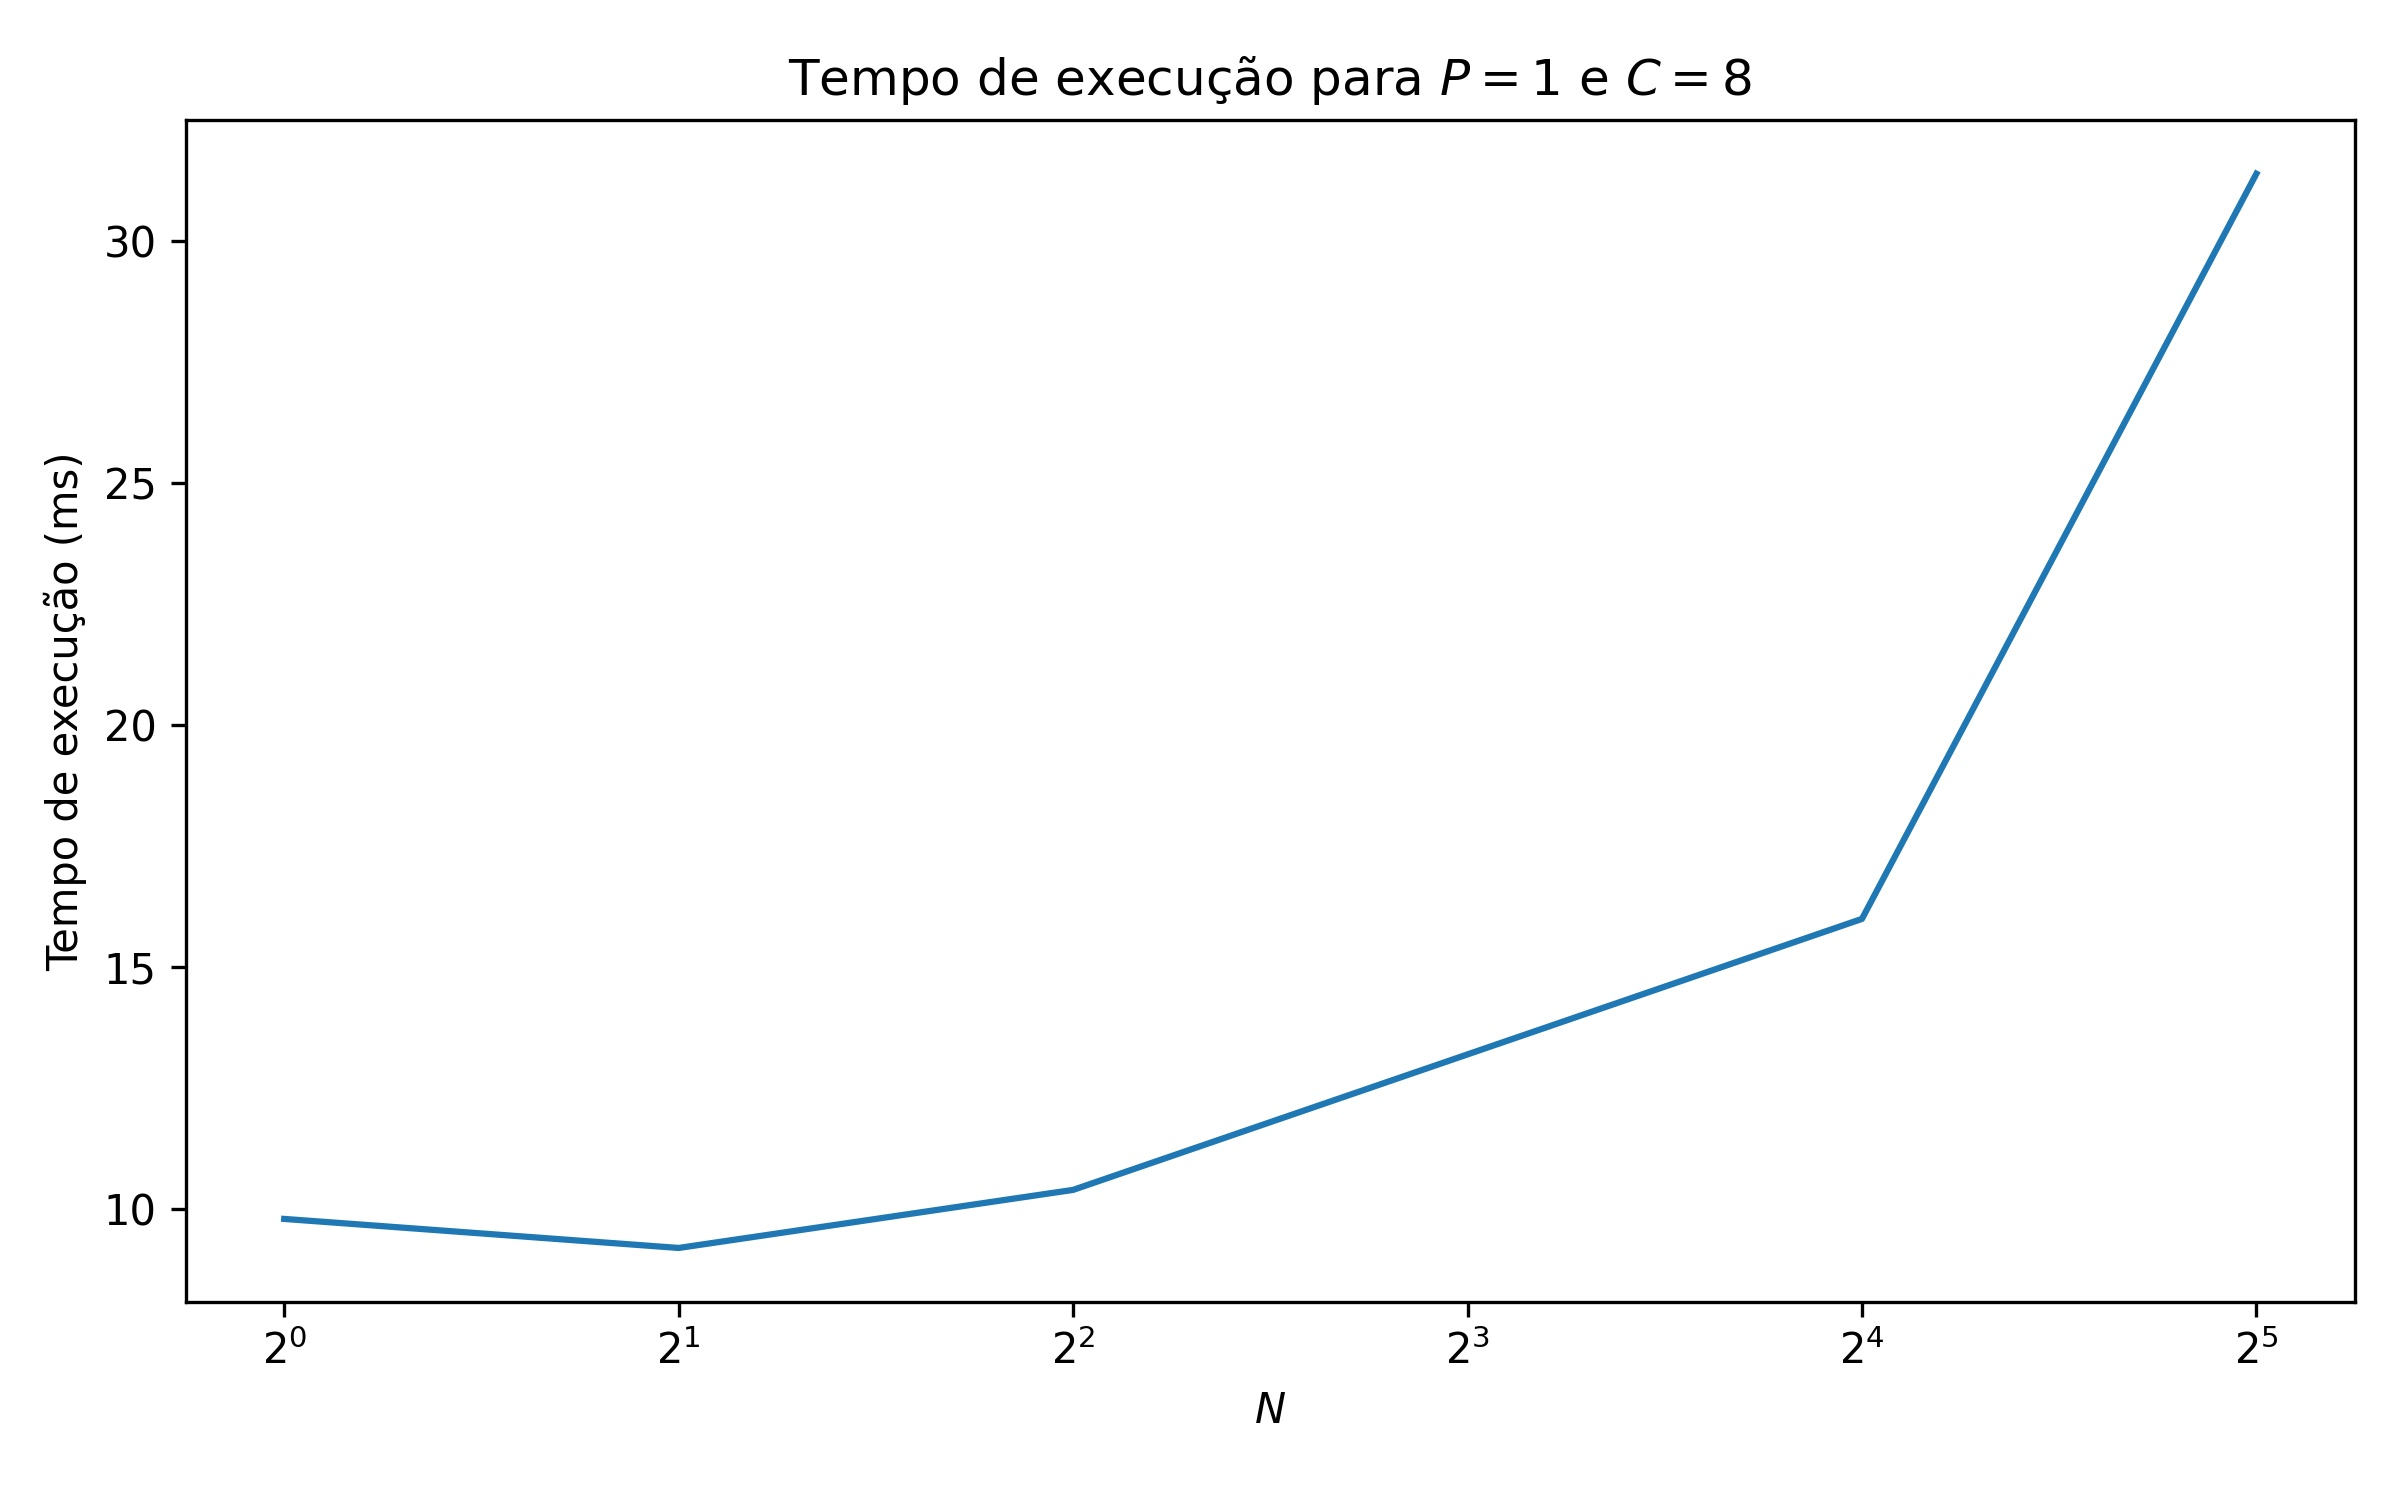 Tempo de execução para P = 1 e C = 8
Tempo de execução (ms)
30
25
20
15
10
2⁰ 2¹ 2² 2³ 2⁴ 2⁵
N